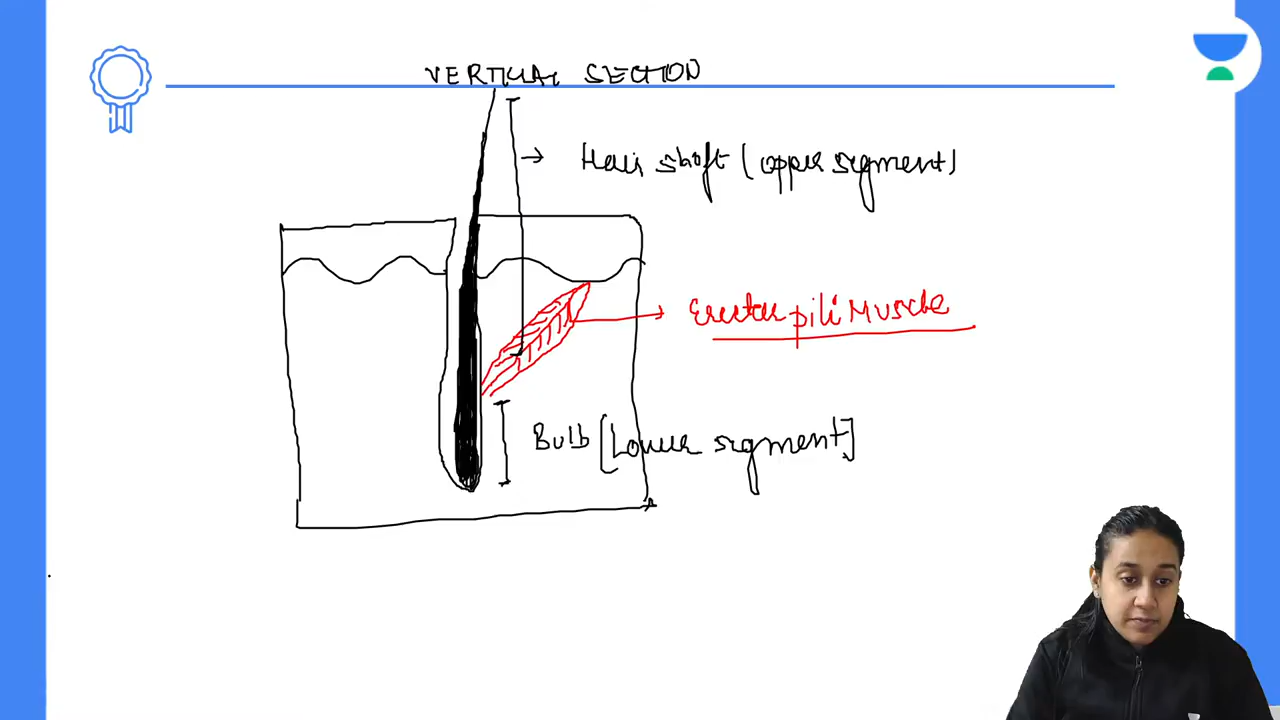 VERTICAL SECTION
Hair shaft (upper segment)
Erector pili Muscle
Bulb [Lower segment]